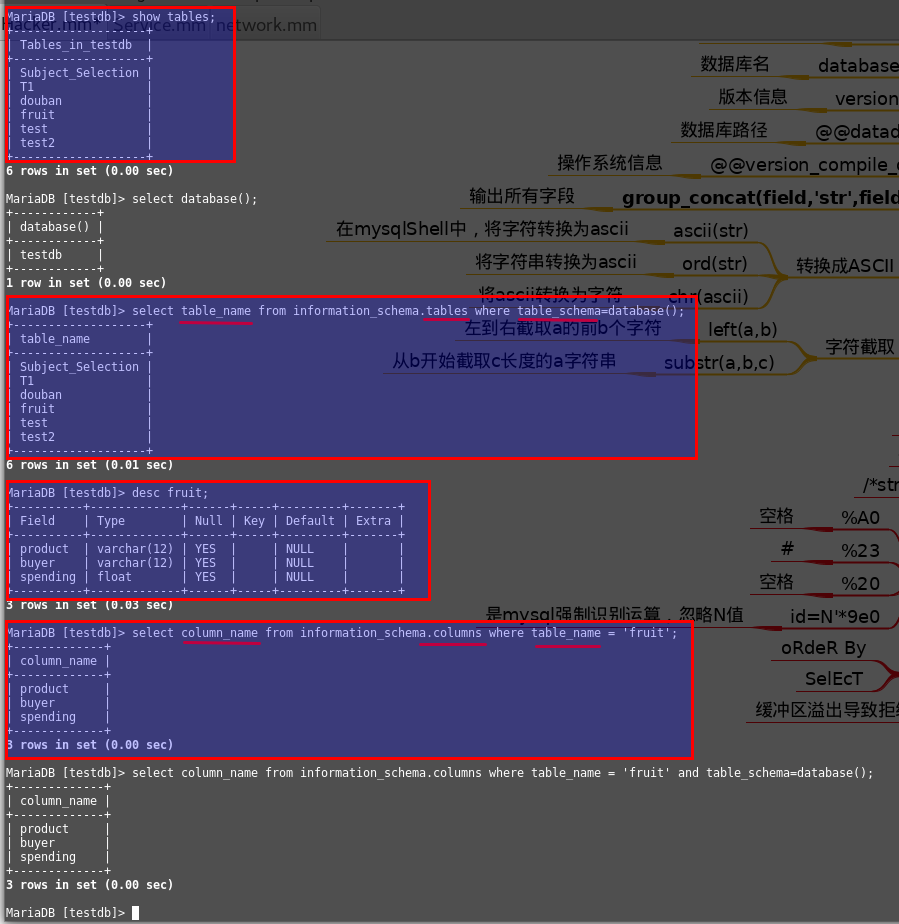 Hacker.mm Service.mm network.mm
MariaDB [testdb]> show tables;
+-------------------+
| Tables_in_testdb |
+-------------------+
| Subject_Selection |
| T1 |
| douban |
| fruit |
| test |
| test2 |
+-------------------+
6 rows in set (0.00 sec)
MariaDB [testdb]> select database();
+------------+
| database() |
+------------+
| testdb |
+------------+
1 row in set (0.00 sec)
MariaDB [testdb]> select table_name from information_schema.tables where table_schema=database();
+-------------------+
| table_name |
+-------------------+
| Subject_Selection |
| T1 |
| douban |
| fruit |
| test |
| test2 |
+-------------------+
6 rows in set (0.01 sec)
MariaDB [testdb]> desc fruit;
+----------+-------------+------+-----+---------+-------+
| Field | Type | Null | Key | Default | Extra |
+----------+-------------+------+-----+---------+-------+
| product | varchar(12) | YES | | NULL | |
| buyer | varchar(12) | YES | | NULL | |
| spending | float | YES | | NULL | |
+----------+-------------+------+-----+---------+-------+
3 rows in set (0.03 sec)
MariaDB [testdb]> select column_name from information_schema.columns where table_name = 'fruit';
+-------------+
| column_name |
+-------------+
| product |
| buyer |
| spending |
+-------------+
3 rows in set (0.00 sec)
MariaDB [testdb]> select column_name from information_schema.columns where table_name = 'fruit' and table_schema=database();
+-------------+
| column_name |
+-------------+
| product |
| buyer |
| spending |
+-------------+
3 rows in set (0.00 sec)
MariaDB [testdb]>
数据库名 database
版本信息 version
数据库路径 @@datad
操作系统信息 @@version_compile_
输出所有字段 group_concat(field,'str',field
在mysqlShell中，将字符转换为ascii ascii(str)
将字符串转换为ascii ord(str) 转换成ASCII
将ascii转换为字符 chr(ascii)
左到右截取a的前b个字符 left(a,b) 字符截取
从b开始截取c长度的a字符串 substr(a,b,c)
/*str
空格 %A0
# %23
空格 %20
是mysql强制识别运算，忽略N值 id=N'*9e0
oRdeR By
SelEcT
缓冲区溢出导致拒